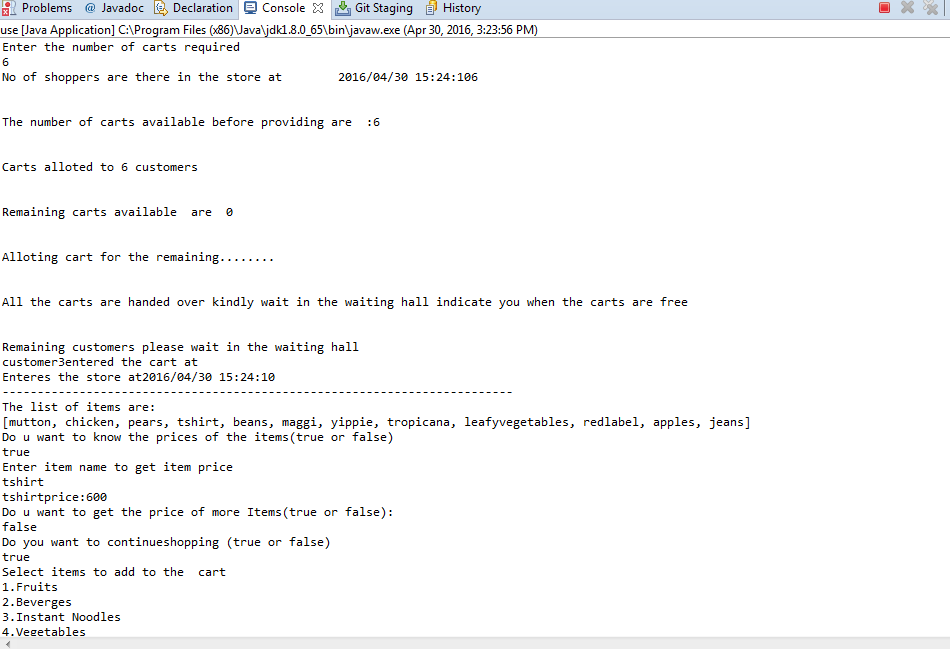 Problems @ Javadoc Declaration Console Git Staging History
use [Java Application] C:\Program Files (x86)\Java\jdk1.8.0_65\bin\javaw.exe (Apr 30, 2016, 3:23:56 PM)
Enter the number of carts required
6
No of shoppers are there in the store at 2016/04/30 15:24:106
The number of carts available before providing are :6
Carts alloted to 6 customers
Remaining carts available are 0
Alloting cart for the remaining........
All the carts are handed over kindly wait in the waiting hall indicate you when the carts are free
Remaining customers please wait in the waiting hall
customer3entered the cart at
Enteres the store at2016/04/30 15:24:10
-------------------------------------------------------------------------
The list of items are:
[mutton, chicken, pears, tshirt, beans, maggi, yippie, tropicana, leafyvegetables, redlabel, apples, jeans]
Do u want to know the prices of the items(true or false)
true
Enter item name to get item price
tshirt
tshirtprice:600
Do u want to get the price of more Items(true or false):
false
Do you want to continueshopping (true or false)
true
Select items to add to the cart
1.Fruits
2.Beverges
3.Instant Noodles
4.Vegetables